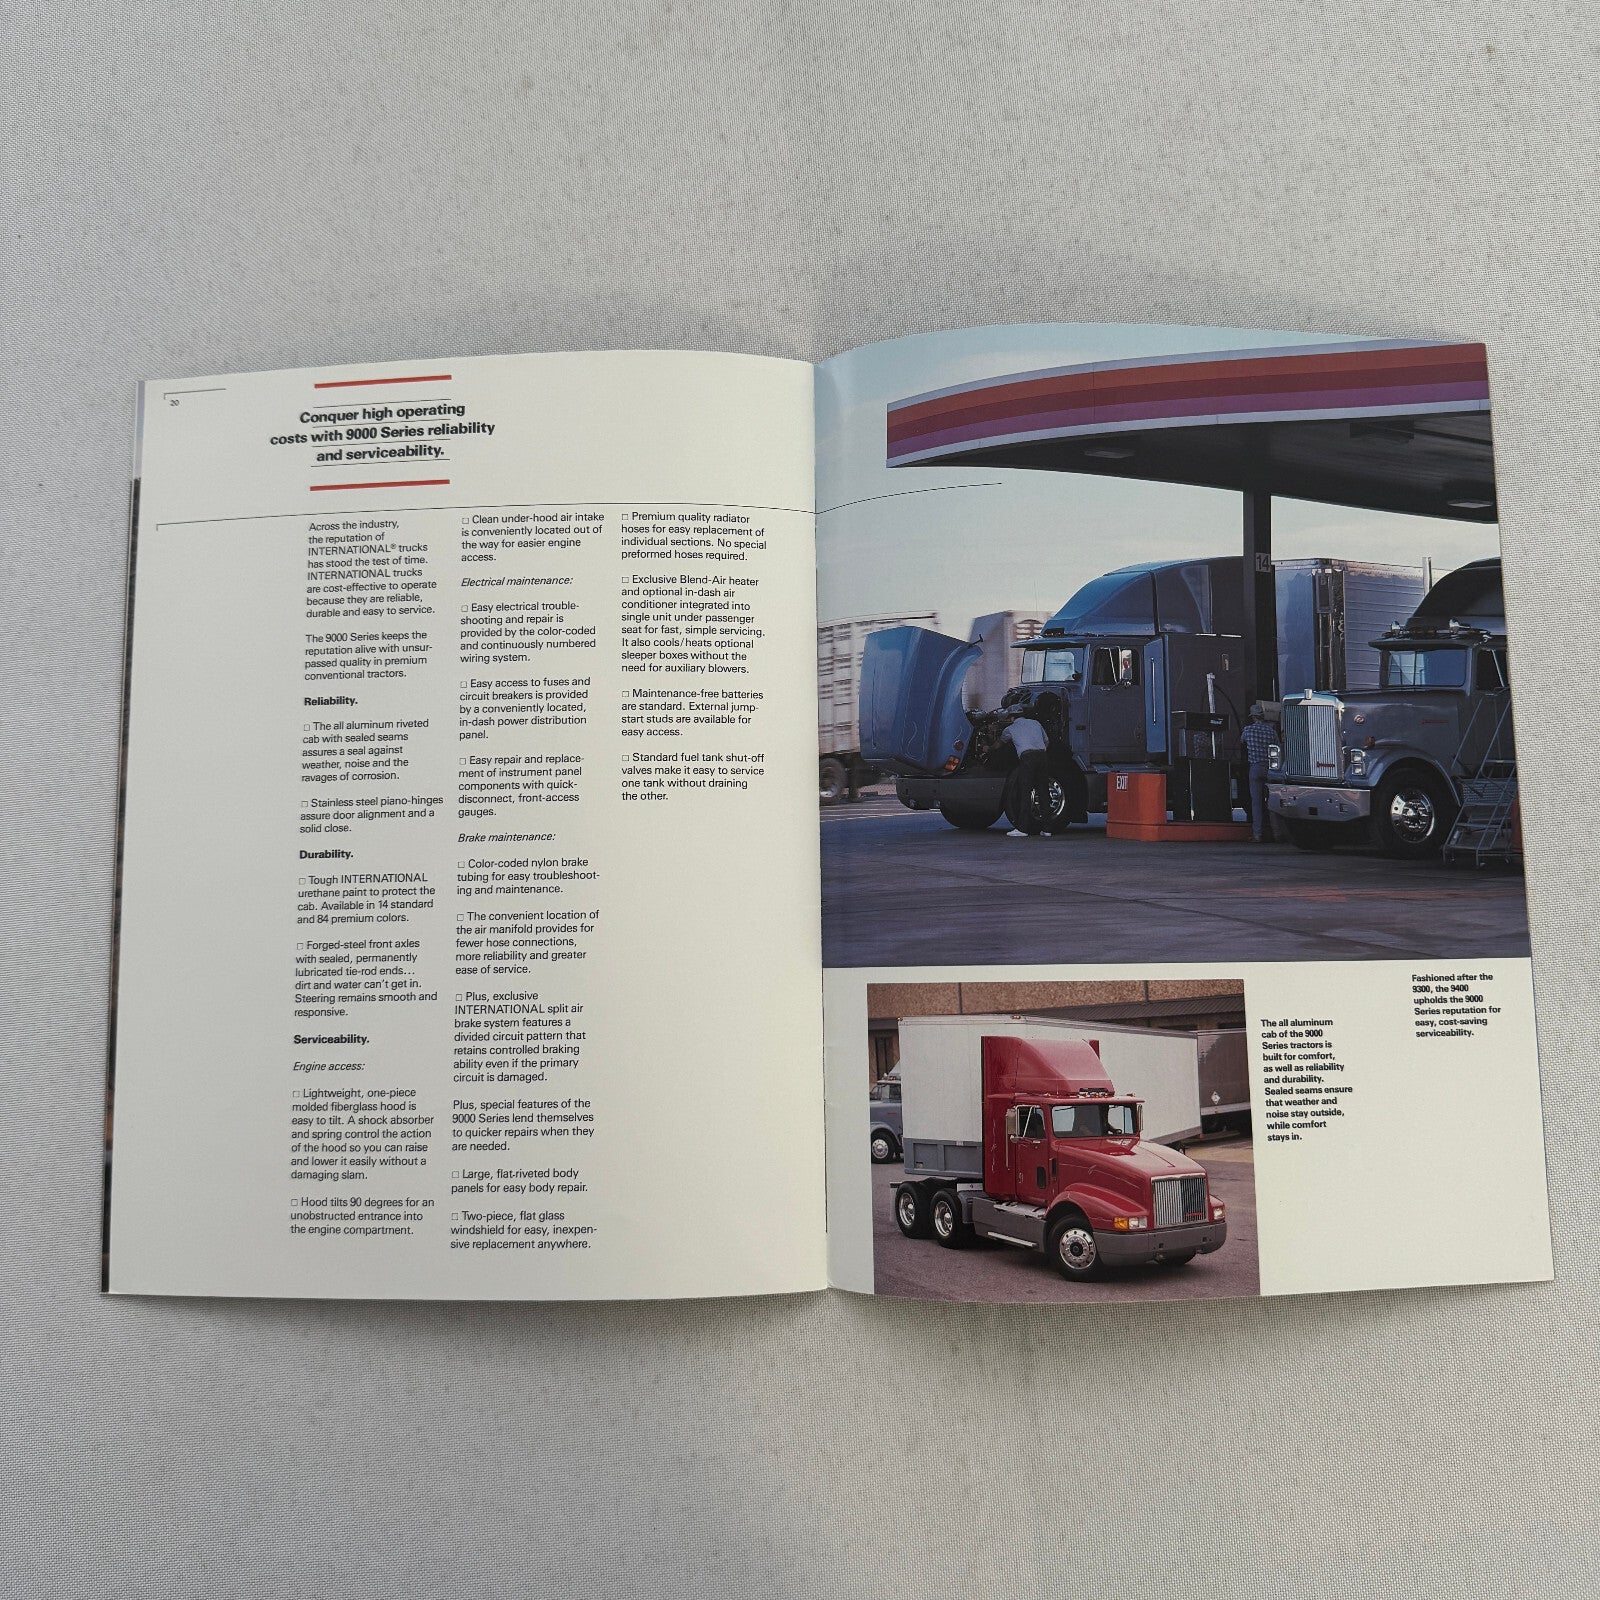 20
Conquer high operating
costs with 9000 Series reliability
and serviceability.
Across the industry,
the reputation of
INTERNATIONAL® trucks
has stood the test of time.
INTERNATIONAL trucks
are cost-effective to operate
because they are reliable,
durable and easy to service.
The 9000 Series keeps the
reputation alive with unsur-
passed quality in premium
conventional tractors.
Reliability.
□ The all aluminum riveted
cab with sealed seams
assures a seal against
weather, noise and the
ravages of corrosion.
□ Stainless steel piano-hinges
assure door alignment and a
solid close.
Durability.
□ Tough INTERNATIONAL
urethane paint to protect the
cab. Available in 14 standard
and 84 premium colors.
□ Forged-steel front axles
with sealed, permanently
lubricated tie-rod ends...
dirt and water can't get in.
Steering remains smooth and
responsive.
Serviceability.
Engine access:
□ Lightweight, one-piece
molded fiberglass hood is
easy to tilt. A shock absorber
and spring control the action
of the hood so you can raise
and lower it easily without a
damaging slam.
□ Hood tilts 90 degrees for an
unobstructed entrance into
the engine compartment.
□ Clean under-hood air intake
is conveniently located out of
the way for easier engine
access.
Electrical maintenance:
□ Easy electrical trouble-
shooting and repair is
provided by the color-coded
and continuously numbered
wiring system.
□ Easy access to fuses and
circuit breakers is provided
by a conveniently located,
in-dash power distribution
panel.
□ Easy repair and replace-
ment of instrument panel
components with quick-
disconnect, front-access
gauges.
Brake maintenance:
□ Color-coded nylon brake
tubing for easy troubleshoot-
ing and maintenance.
□ The convenient location of
the air manifold provides for
fewer hose connections,
more reliability and greater
ease of service.
□ Plus, exclusive
INTERNATIONAL split air
brake system features a
divided circuit pattern that
retains controlled braking
ability even if the primary
circuit is damaged.
Plus, special features of the
9000 Series lend themselves
to quicker repairs when they
are needed.
□ Large, flat-riveted body
panels for easy body repair.
□ Two-piece, flat glass
windshield for easy, inexpen-
sive replacement anywhere.
□ Premium quality radiator
hoses for easy replacement of
individual sections. No special
preformed hoses required.
□ Exclusive Blend-Air heater
and optional in-dash air
conditioner integrated into
single unit under passenger
seat for fast, simple servicing.
It also cools/heats optional
sleeper boxes without the
need for auxiliary blowers.
□ Maintenance-free batteries
are standard. External jump-
start studs are available for
easy access.
□ Standard fuel tank shut-off
valves make it easy to service
one tank without draining
the other.
14
EXIT
The all aluminum
cab of the 9000
Series tractors is
built for comfort,
as well as reliability
and durability.
Sealed seams ensure
that weather and
noise stay outside,
while comfort
stays in.
Fashioned after the
9300, the 9400
upholds the 9000
Series reputation for
easy, cost-saving
serviceability.